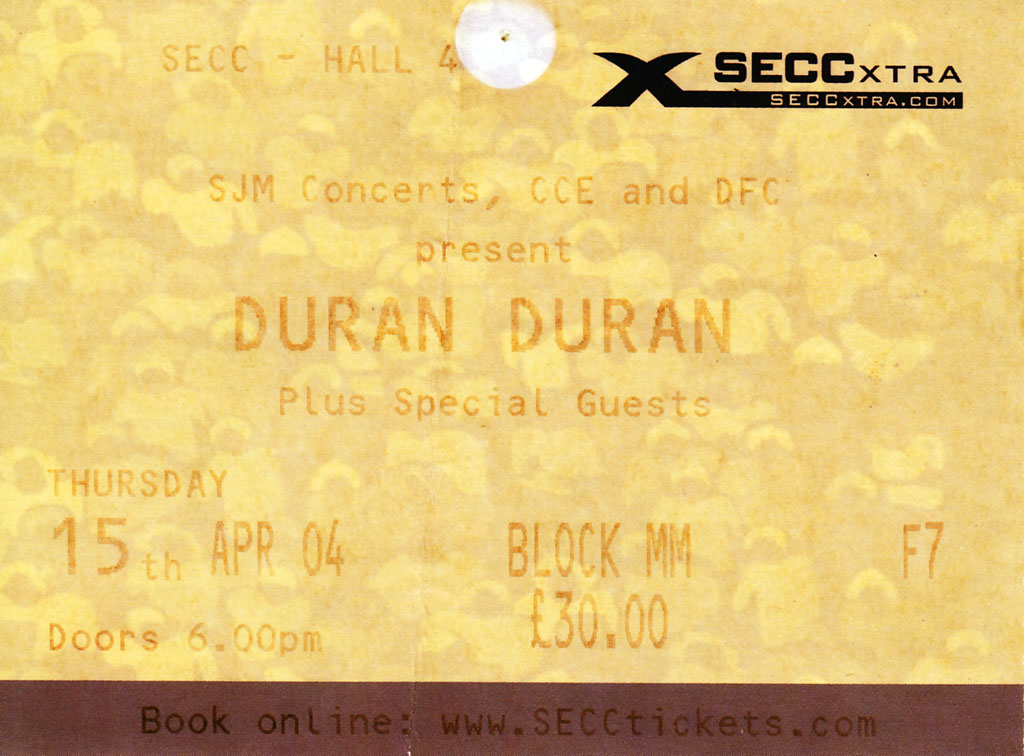 SECC - HALL 4
SECCXTRA
SECCXTRA.COM
SJM Concerts, CCE and DFC
present
DURAN DURAN
Plus Special Guests
THURSDAY
15th APR 04
BLOCK MM
F7
£30.00
Doors 6.00pm
Book online: www.SECCtickets.com